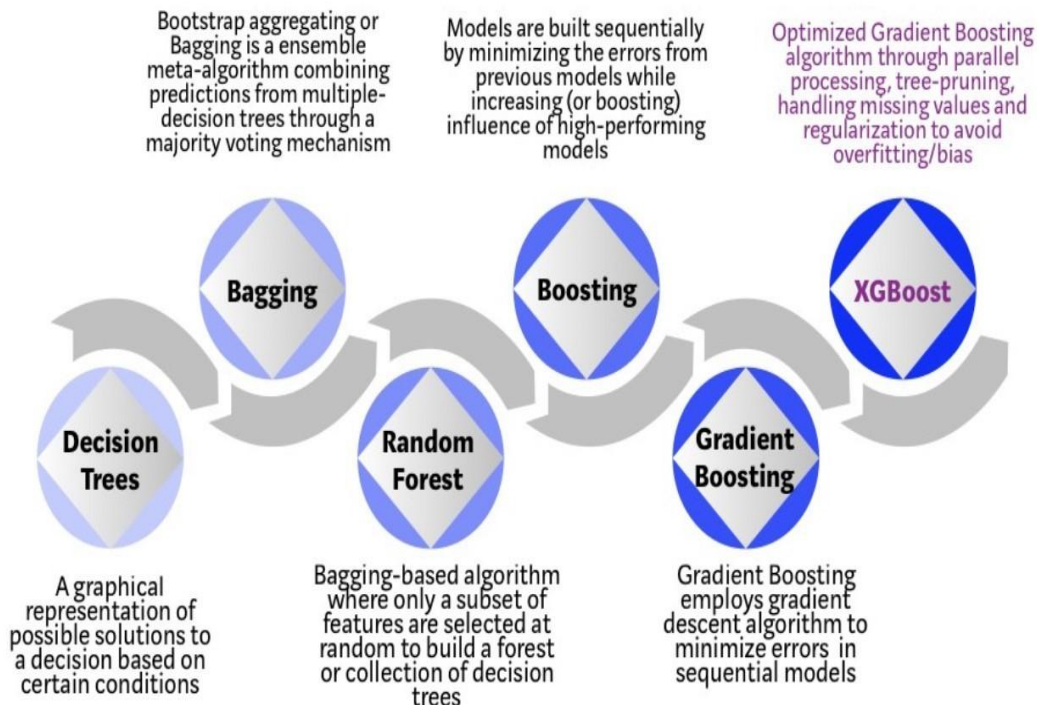 Bootstrap aggregating or
Bagging is a ensemble
meta-algorithm combining
predictions from multiple-
decision trees through a
majority voting mechanism
Models are built sequentially
by minimizing the errors from
previous models while
increasing (or boosting)
influence of high-performing
models
Optimized Gradient Boosting
algorithm through parallel
processing, tree-pruning,
handling missing values and
regularization to avoid
overfitting/bias
Bagging
Boosting
XGBoost
Decision
Trees
Random
Forest
Gradient
Boosting
A graphical
representation of
possible solutions to
a decision based on
certain conditions
Bagging-based algorithm
where only a subset of
features are selected at
random to build a forest
or collection of decision
trees
Gradient Boosting
employs gradient
descent algorithm to
minimize errors in
sequential models